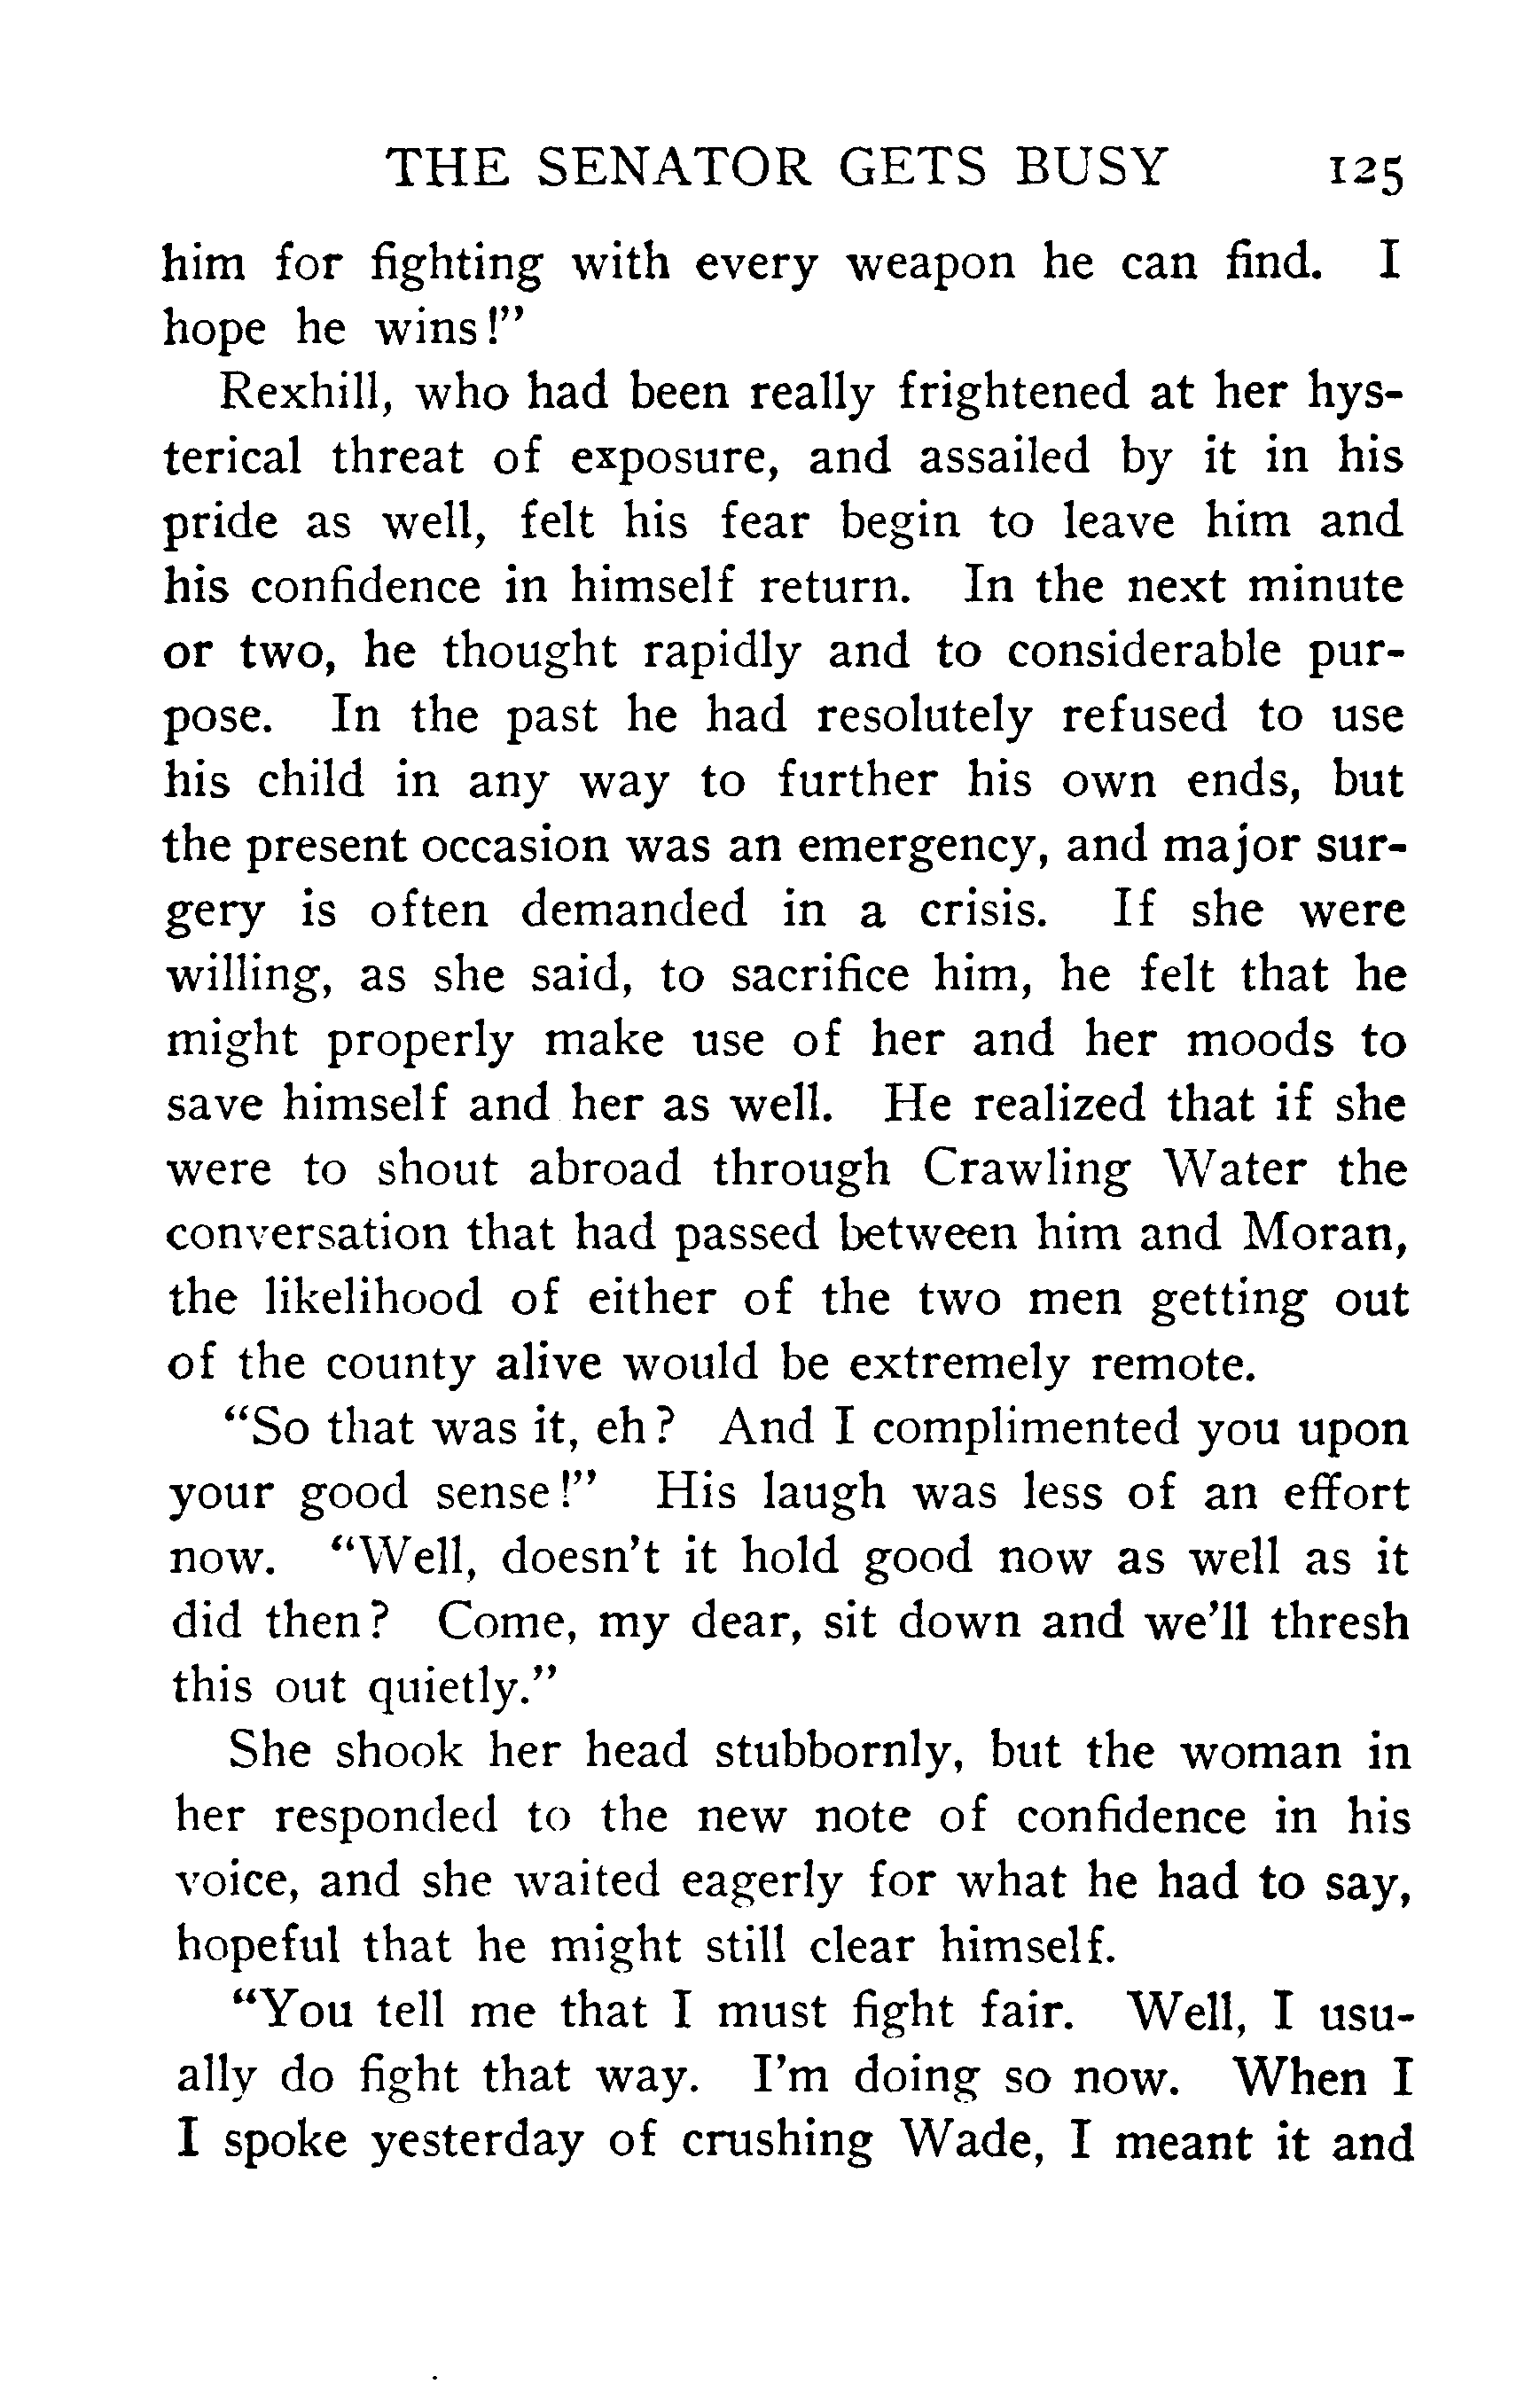 THE SENATOR GETS BUSY 125
him for fighting with every weapon he can find. I
hope he wins!"
Rexhill, who had been really frightened at her hys-
terical threat of exposure, and assailed by it in his
pride as well, felt his fear begin to leave him and
his confidence in himself return. In the next minute
or two, he thought rapidly and to considerable pur-
pose. In the past he had resolutely refused to use
his child in any way to further his own ends, but
the present occasion was an emergency, and major sur-
gery is often demanded in a crisis. If she were
willing, as she said, to sacrifice him, he felt that he
might properly make use of her and her moods to
save himself and her as well. He realized that if she
were to shout abroad through Crawling Water the
conversation that had passed between him and Moran,
the likelihood of either of the two men getting out
of the county alive would be extremely remote.
"So that was it, eh? And I complimented you upon
your good sense!" His laugh was less of an effort
now. "Well, doesn't it hold good now as well as it
did then? Come, my dear, sit down and we'll thresh
this out quietly."
She shook her head stubbornly, but the woman in
her responded to the new note of confidence in his
voice, and she waited eagerly for what he had to say,
hopeful that he might still clear himself.
"You tell me that I must fight fair. Well, I usu-
ally do fight that way. I'm doing so now. When I
I spoke yesterday of crushing Wade, I meant it and